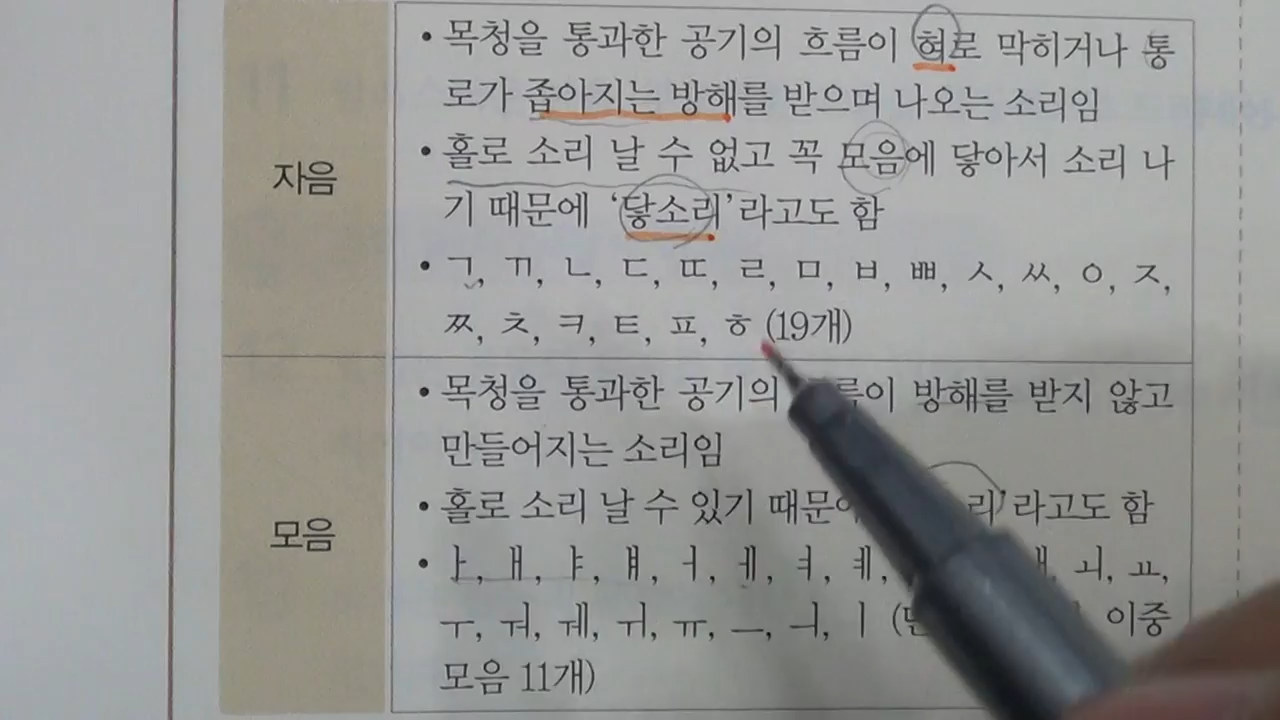 자음
• 목청을 통과한 공기의 흐름이 혀로 막히거나 통
로가 좁아지는 방해를 받으며 나오는 소리임
• 홀로 소리 날 수 없고 꼭 모음에 닿아서 소리 나
기 때문에 ‘닿소리’라고도 함
• ㄱ, ㄲ, ㄴ, ㄷ, ㄸ, ㄹ, ㅁ, ㅂ, ㅃ, ㅅ, ㅆ, ㅇ, ㅈ,
ㅉ, ㅊ, ㅋ, ㅌ, ㅍ, ㅎ (19개)
모음
• 목청을 통과한 공기의 름이 방해를 받지 않고
만들어지는 소리임
• 홀로 소리 날 수 있기 리’라고도 함
• ㅏ, ㅐ, ㅑ, ㅒ, ㅓ, ㅔ, ㅕ, ㅖ, ㅚ, ㅛ,
ㅜ, ㅝ, ㅞ, ㅟ, ㅠ, ㅡ, ㅢ, ㅣ 이중
모음 11개)